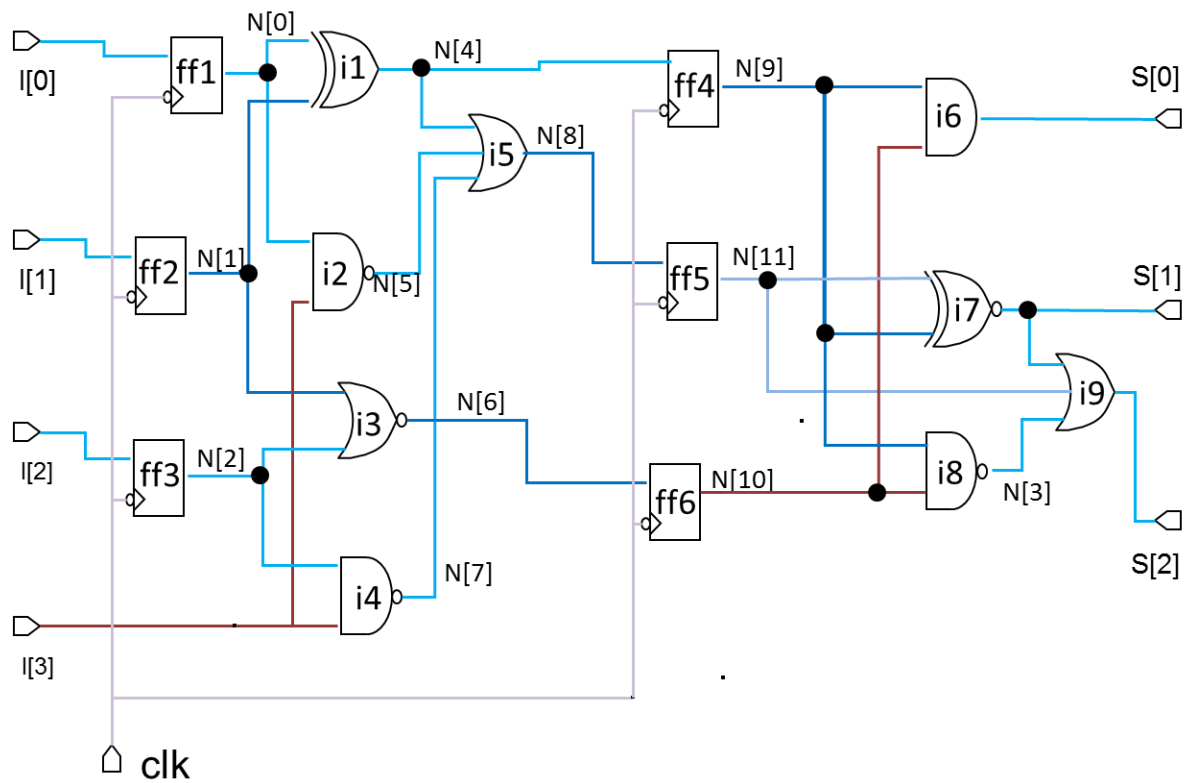 N[0]
I[0]
ff1
i1
N[4]
ff4
N[9]
i6
S[0]
i5
N[8]
I[1]
ff2
N[1]
i2
N[5]
ff5
N[11]
i7
S[1]
I[2]
ff3
N[2]
i3
N[6]
ff6
N[10]
i8
N[3]
i9
S[2]
i4
N[7]
I[3]
clk